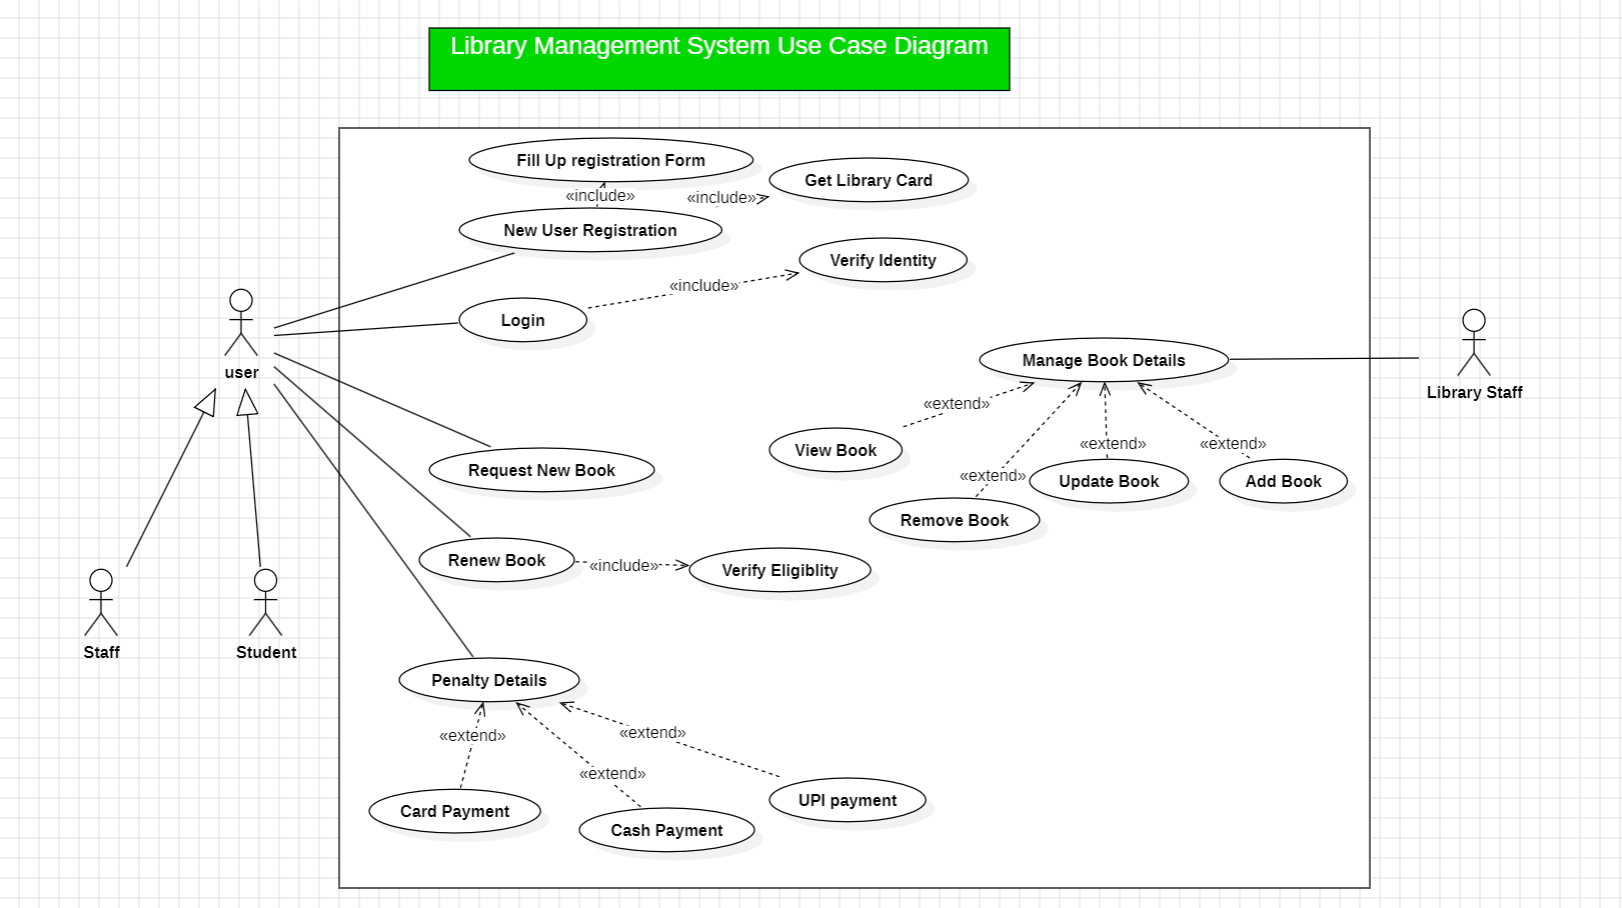 Library Management System Use Case Diagram
Fill Up registration Form
«include»
«include»
Get Library Card
New User Registration
Verify Identity
«include»
Login
user
Manage Book Details
Library Staff
«extend»
View Book
«extend»
«extend»
«extend»
Request New Book
Update Book
Add Book
Remove Book
Renew Book
«include»
Verify Eligiblity
Staff
Student
Penalty Details
«extend»
«extend»
«extend»
Card Payment
Cash Payment
UPI payment